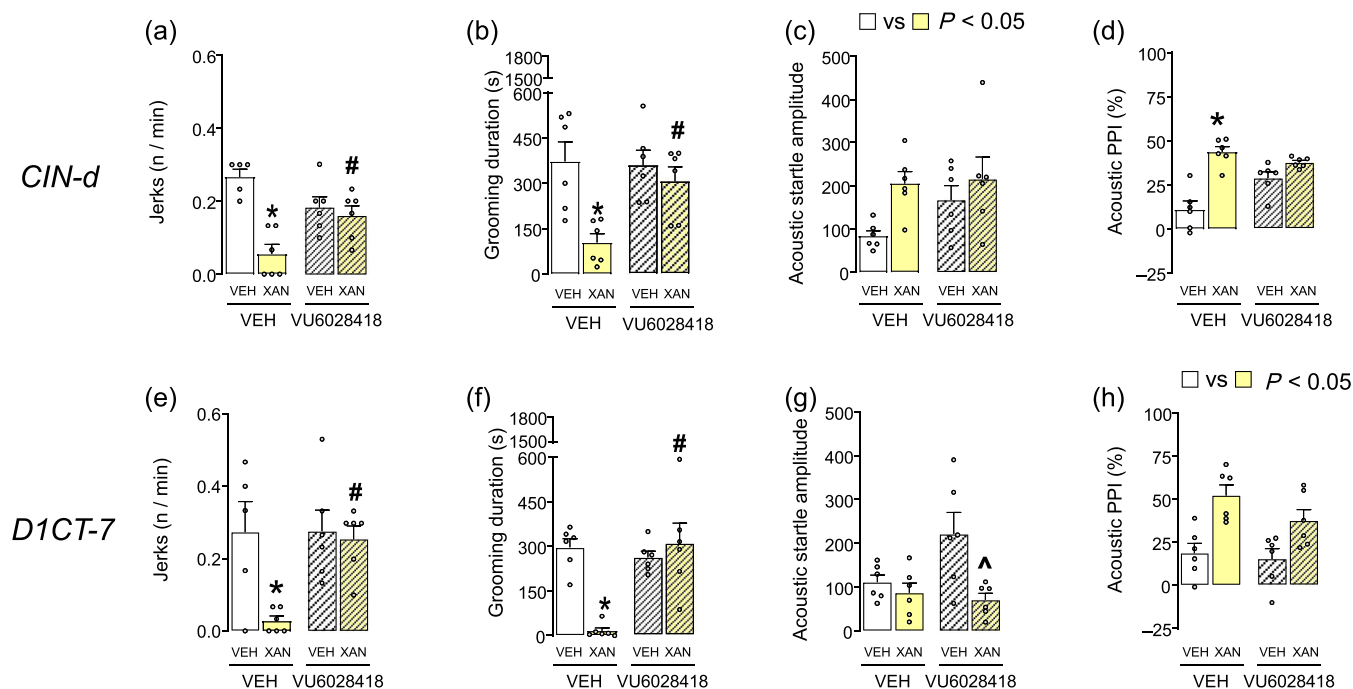 (a)
Jerks (n / min)
0.6
0.4
0.2
0.0
*
#
VEH XAN VEH XAN
VEH VU6028418
(b)
Grooming duration (s)
1800
1500
600
450
300
150
0
*
#
VEH XAN VEH XAN
VEH VU6028418
vs P < 0.05
(c)
Acoustic startle amplitude
500
400
300
200
100
0
VEH XAN VEH XAN
VEH VU6028418
(d)
Acoustic PPI (%)
100
75
50
25
0
−25
*
VEH XAN VEH XAN
VEH VU6028418
CIN-d
(e)
Jerks (n / min)
0.6
0.4
0.2
0.0
*
#
VEH XAN VEH XAN
VEH VU6028418
(f)
Grooming duration (s)
1800
1500
600
450
300
150
0
*
#
VEH XAN VEH XAN
VEH VU6028418
(g)
Acoustic startle amplitude
500
400
300
200
100
0
^
VEH XAN VEH XAN
VEH VU6028418
vs P < 0.05
(h)
Acoustic PPI (%)
100
75
50
25
0
−25
VEH XAN VEH XAN
VEH VU6028418
D1CT-7